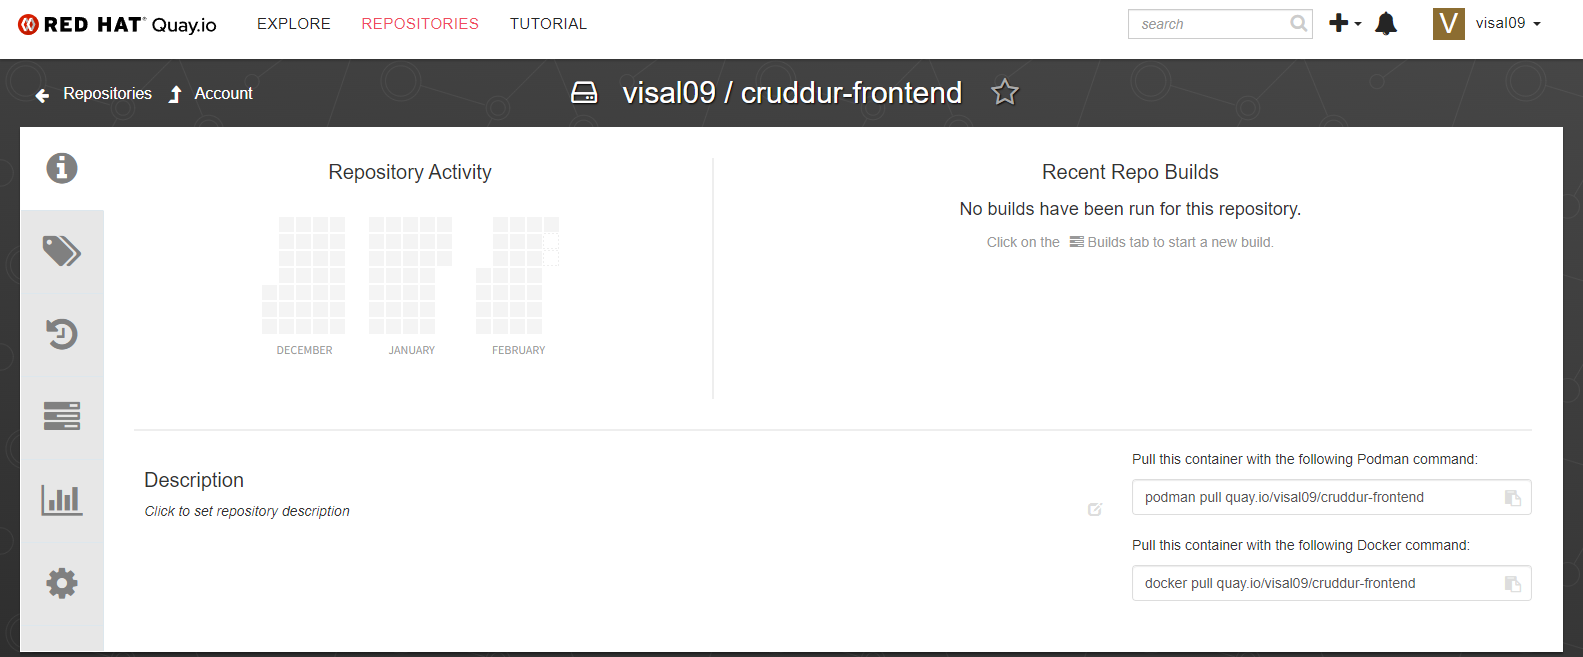 RED HAT Quay.io EXPLORE REPOSITORIES TUTORIAL search V visal09
Repositories Account visal09 / cruddur-frontend
Repository Activity
DECEMBER JANUARY FEBRUARY
Recent Repo Builds
No builds have been run for this repository.
Click on the Builds tab to start a new build.
Description
Click to set repository description
Pull this container with the following Podman command:
podman pull quay.io/visal09/cruddur-frontend
Pull this container with the following Docker command:
docker pull quay.io/visal09/cruddur-frontend